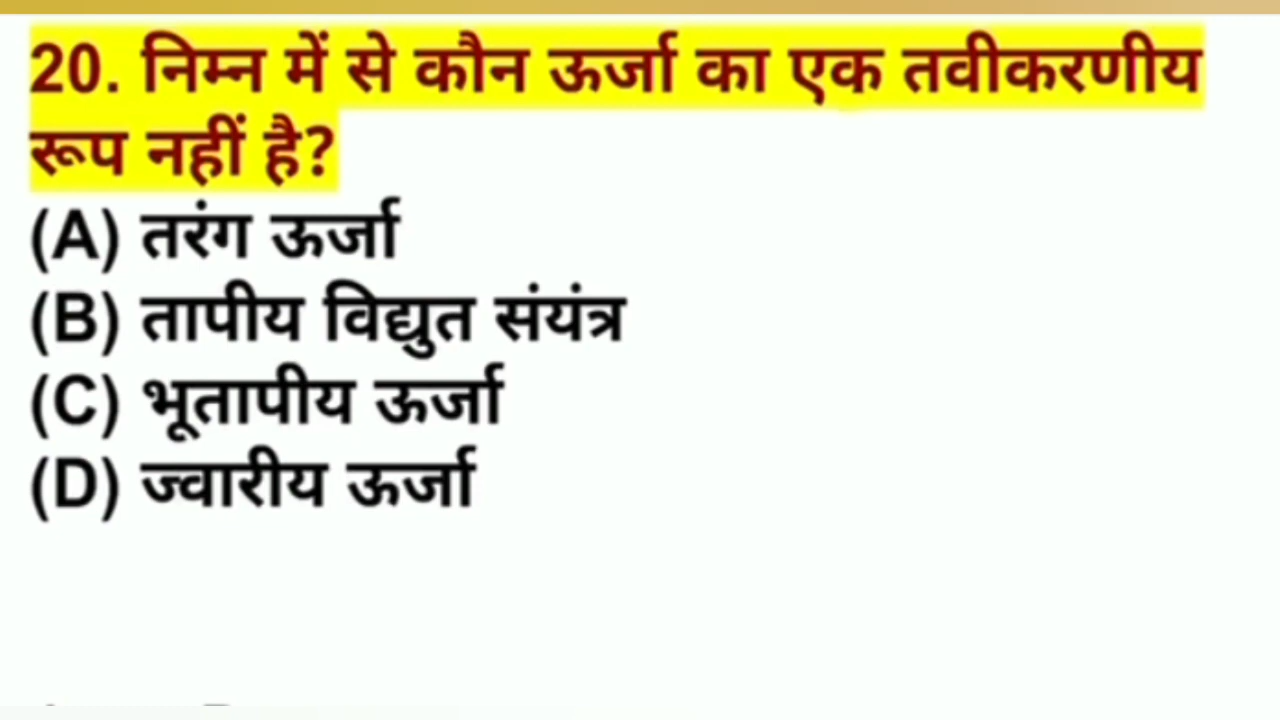 20. निम्न में से कौन ऊर्जा का एक तवीकरणीय
रूप नहीं है?
(A) तरंग ऊर्जा
(B) तापीय विद्युत संयंत्र
(C) भूतापीय ऊर्जा
(D) ज्वारीय ऊर्जा